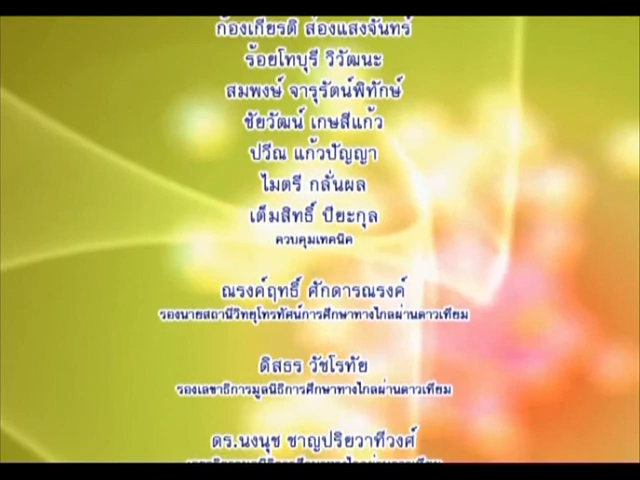 ก้องเกียรติ ส่องแสงจันทร์
ร้อยโทบุรี วิวัฒนะ
สมพงษ์ จารุรัตน์พิทักษ์
ชัยวัฒน์ เกษสีแก้ว
ปวีณ แก้วปัญญา
ไมตรี กลั่นผล
เต็มสิทธิ์ ปิยะกุล
ควบคุมเทคนิค
ณรงค์ฤทธิ์ ศักดารณรงค์
รองนายสถานีวิทยุโทรทัศน์การศึกษาทางไกลผ่านดาวเทียม
ดิสธร วัชโรทัย
รองเลขาธิการมูลนิธิการศึกษาทางไกลผ่านดาวเทียม
ดร.นงนุช ชาญปริยวาทีวงศ์